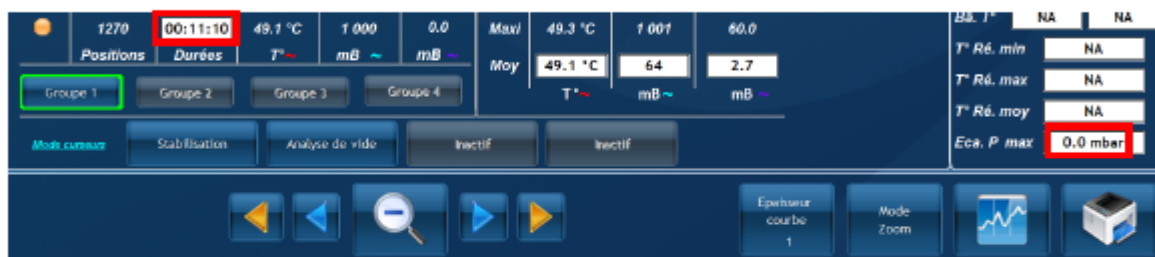 1270 00:11:10 49.1 °C 1 000 0.0 Maxi 49.3 °C 1 001 60.0
Positions Durées T°~ mB ~ mB ~
Moy 49.1 °C 64 2.7
T°~ mB~ mB ~
Groupe 1 Groupe 2 Groupe 3 Groupe 4
Mode curseurs Stabilisation Analyse de vide Inactif Inactif
Bâ. T° NA NA
T° Ré. min NA
T° Ré. max NA
T° Ré. moy NA
Eca. P max 0.0 mbar
Epaisseur
courbe
1
Mode
Zoom